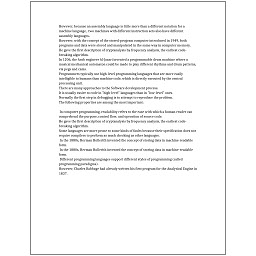 However, because an assembly language is little more than a different notation for a
machine language, two machines with different instruction sets also have different
assembly languages.
However, with the concept of the stored-program computer introduced in 1949, both
programs and data were stored and manipulated in the same way in computer memory.
He gave the first description of cryptanalysis by frequency analysis, the earliest code-
breaking algorithm.
In 1206, the Arab engineer Al-Jazari invented a programmable drum machine where a
musical mechanical automaton could be made to play different rhythms and drum patterns,
via pegs and cams.
Programmers typically use high-level programming languages that are more easily
intelligible to humans than machine code, which is directly executed by the central
processing unit.
There are many approaches to the Software development process.
It is usually easier to code in "high-level" languages than in "low-level" ones.
Normally the first step in debugging is to attempt to reproduce the problem.
The following properties are among the most important:

In computer programming, readability refers to the ease with which a human reader can
comprehend the purpose, control flow, and operation of source code.
He gave the first description of cryptanalysis by frequency analysis, the earliest code-
breaking algorithm.
Some languages are more prone to some kinds of faults because their specification does not
require compilers to perform as much checking as other languages.
In the 1880s, Herman Hollerith invented the concept of storing data in machine-readable
form.
In the 1880s, Herman Hollerith invented the concept of storing data in machine-readable
form.
Different programming languages support different styles of programming (called
programming paradigms).
However, Charles Babbage had already written his first program for the Analytical Engine in
1837.